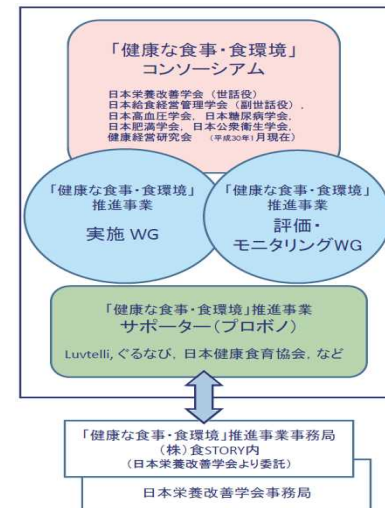 「健康な食事・食環境」
コンソーシアム
日本栄養改善学会（世話役）
日本給食経営管理学会（副世話役）,
日本高血圧学会，日本糖尿病学会，
日本肥満学会，日本公衆衛生学会，
健康経営研究会　（平成30年1月現在）
「健康な食事・食環境」
推進事業
実施 WG
「健康な食事・食環境」
推進事業
評価・
モニタリングWG
「健康な食事・食環境」推進事業
サポーター（プロボノ）
Luvtelli, ぐるなび，日本健康食育協会，など
「健康な食事・食環境」推進事業事務局
（株）食STORY内
（日本栄養改善学会より委託）
日本栄養改善学会事務局